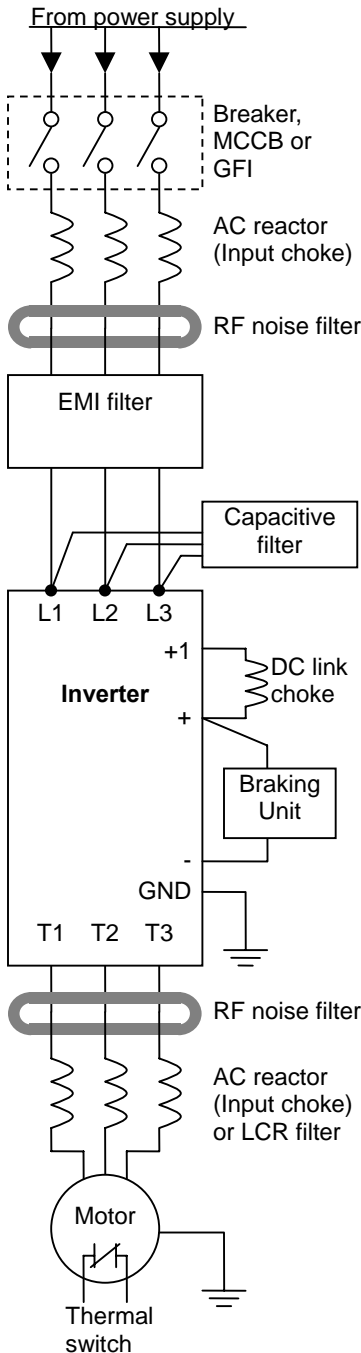 From power supply
Breaker,
MCCB or
GFI
AC reactor
(Input choke)
RF noise filter
EMI filter
Capacitive
filter
L1 L2 L3
+1
DC link
choke
Inverter
+
Braking
Unit
-
GND
T1 T2 T3
RF noise filter
AC reactor
(Input choke)
or LCR filter
Motor
Thermal
switch